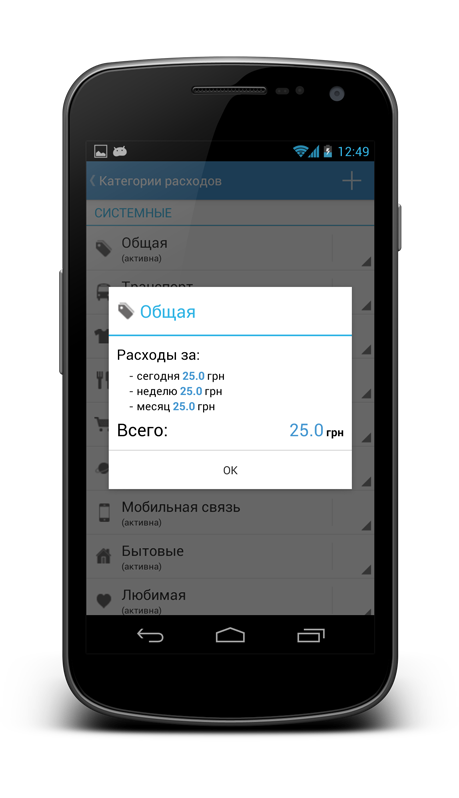 12:49
Категории расходов
СИСТЕМНЫЕ
Общая
(активна)
Транспорт
Общая
Расходы за:
- сегодня 25.0 грн
- неделю 25.0 грн
- месяц 25.0 грн
Всего: 25.0 грн
OK
Мобильная связь
(активна)
Бытовые
(активна)
Любимая
(активна)